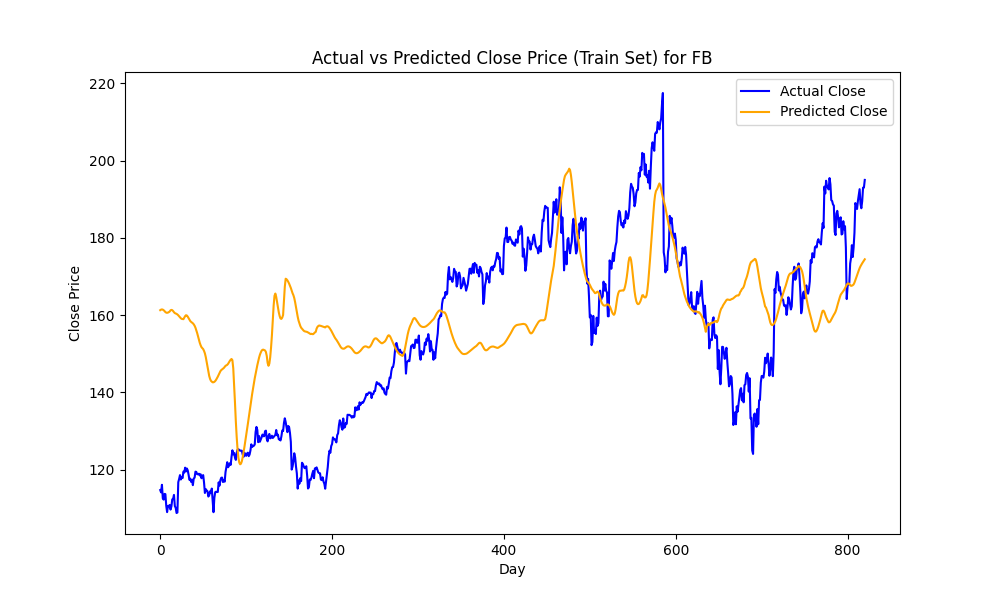 Actual vs Predicted Close Price (Train Set) for FB
Actual Close
Predicted Close
Close Price
220
200
180
160
140
120
0
200
400
600
800
Day